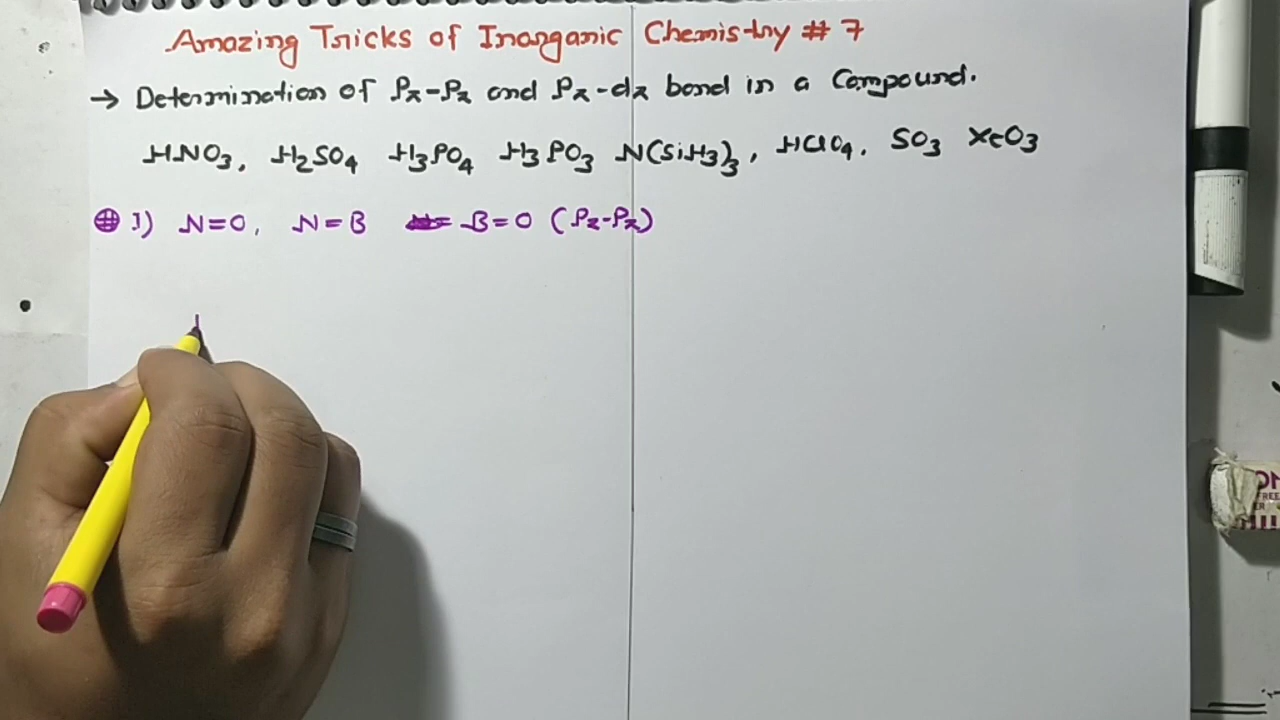 Amazing Tricks of Inorganic Chemistry # 7
→ Determination of Pπ-Pπ and Pπ-dπ bond in a Compound.
HNO₃, H₂SO₄ H₃PO₄ H₃PO₃ N(SiH₃)₃, HClO₄. SO₃ XeO₃
1) N=O, N=B B=O (Pπ-Pπ)